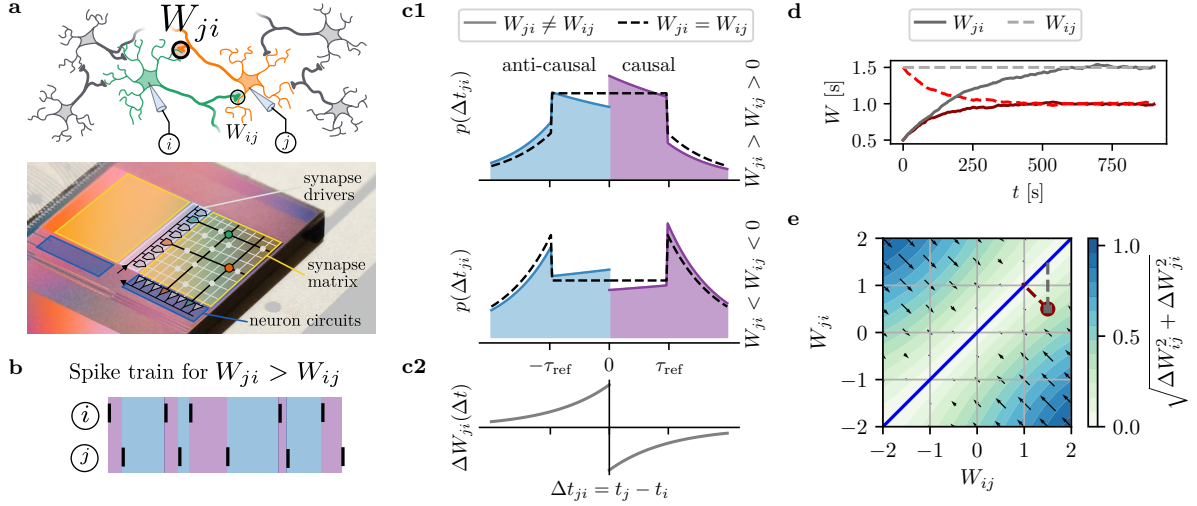 a
W_{ji}
W_{ij}
i
j
synapse
drivers
synapse
matrix
neuron circuits
b
Spike train for W_{ji} > W_{ij}
i
j
c1
W_{ji} ≠ W_{ij}
W_{ji} = W_{ij}
anti-causal
causal
p(Δt_{ji})
W_{ji} > W_{ij} > 0
p(Δt_{ji})
W_{ji} < W_{ij} < 0
−τ_{ref}
0
τ_{ref}
c2
ΔW_{ji}(Δt)
Δt_{ji} = t_j − t_i
d
W_{ji}
W_{ij}
W [s]
1.5
1.0
0.5
0
250
500
750
t [s]
e
W_{ji}
2
1
0
−1
−2
−2
−1
0
1
2
W_{ij}
1.0
0.5
0.0
√ΔW_{ij}^2 + ΔW_{ji}^2